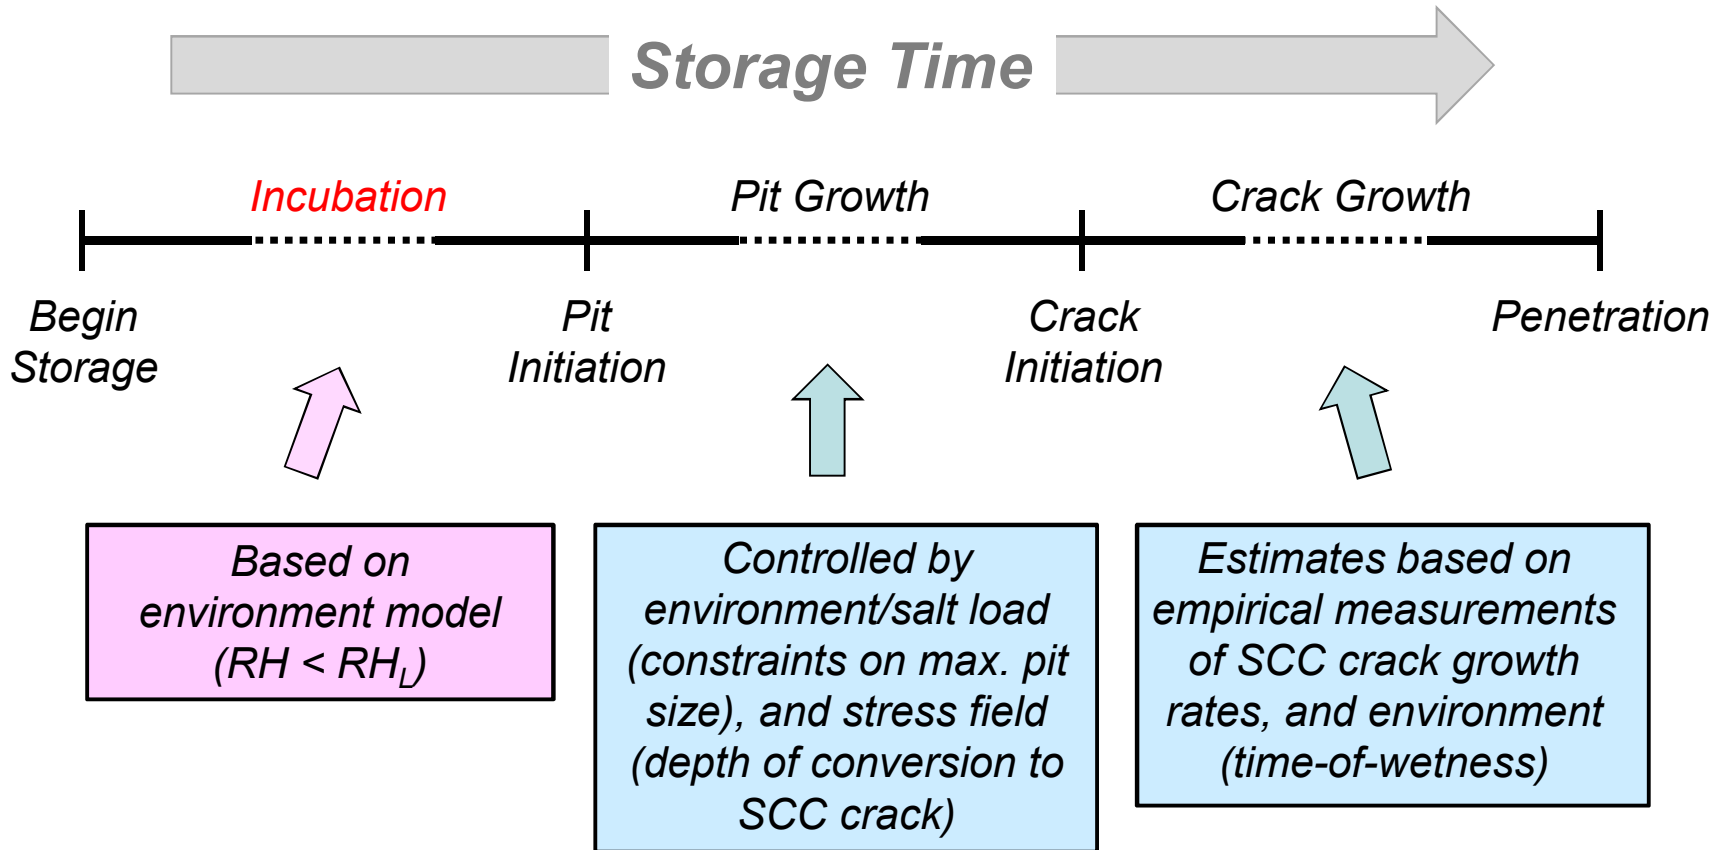 Storage Time
Incubation
Pit Growth
Crack Growth
Begin
Storage
Pit
Initiation
Crack
Initiation
Penetration
Based on
environment model
(RH < RH_L)
Controlled by
environment/salt load
(constraints on max. pit
size), and stress field
(depth of conversion to
SCC crack)
Estimates based on
empirical measurements
of SCC crack growth
rates, and environment
(time-of-wetness)